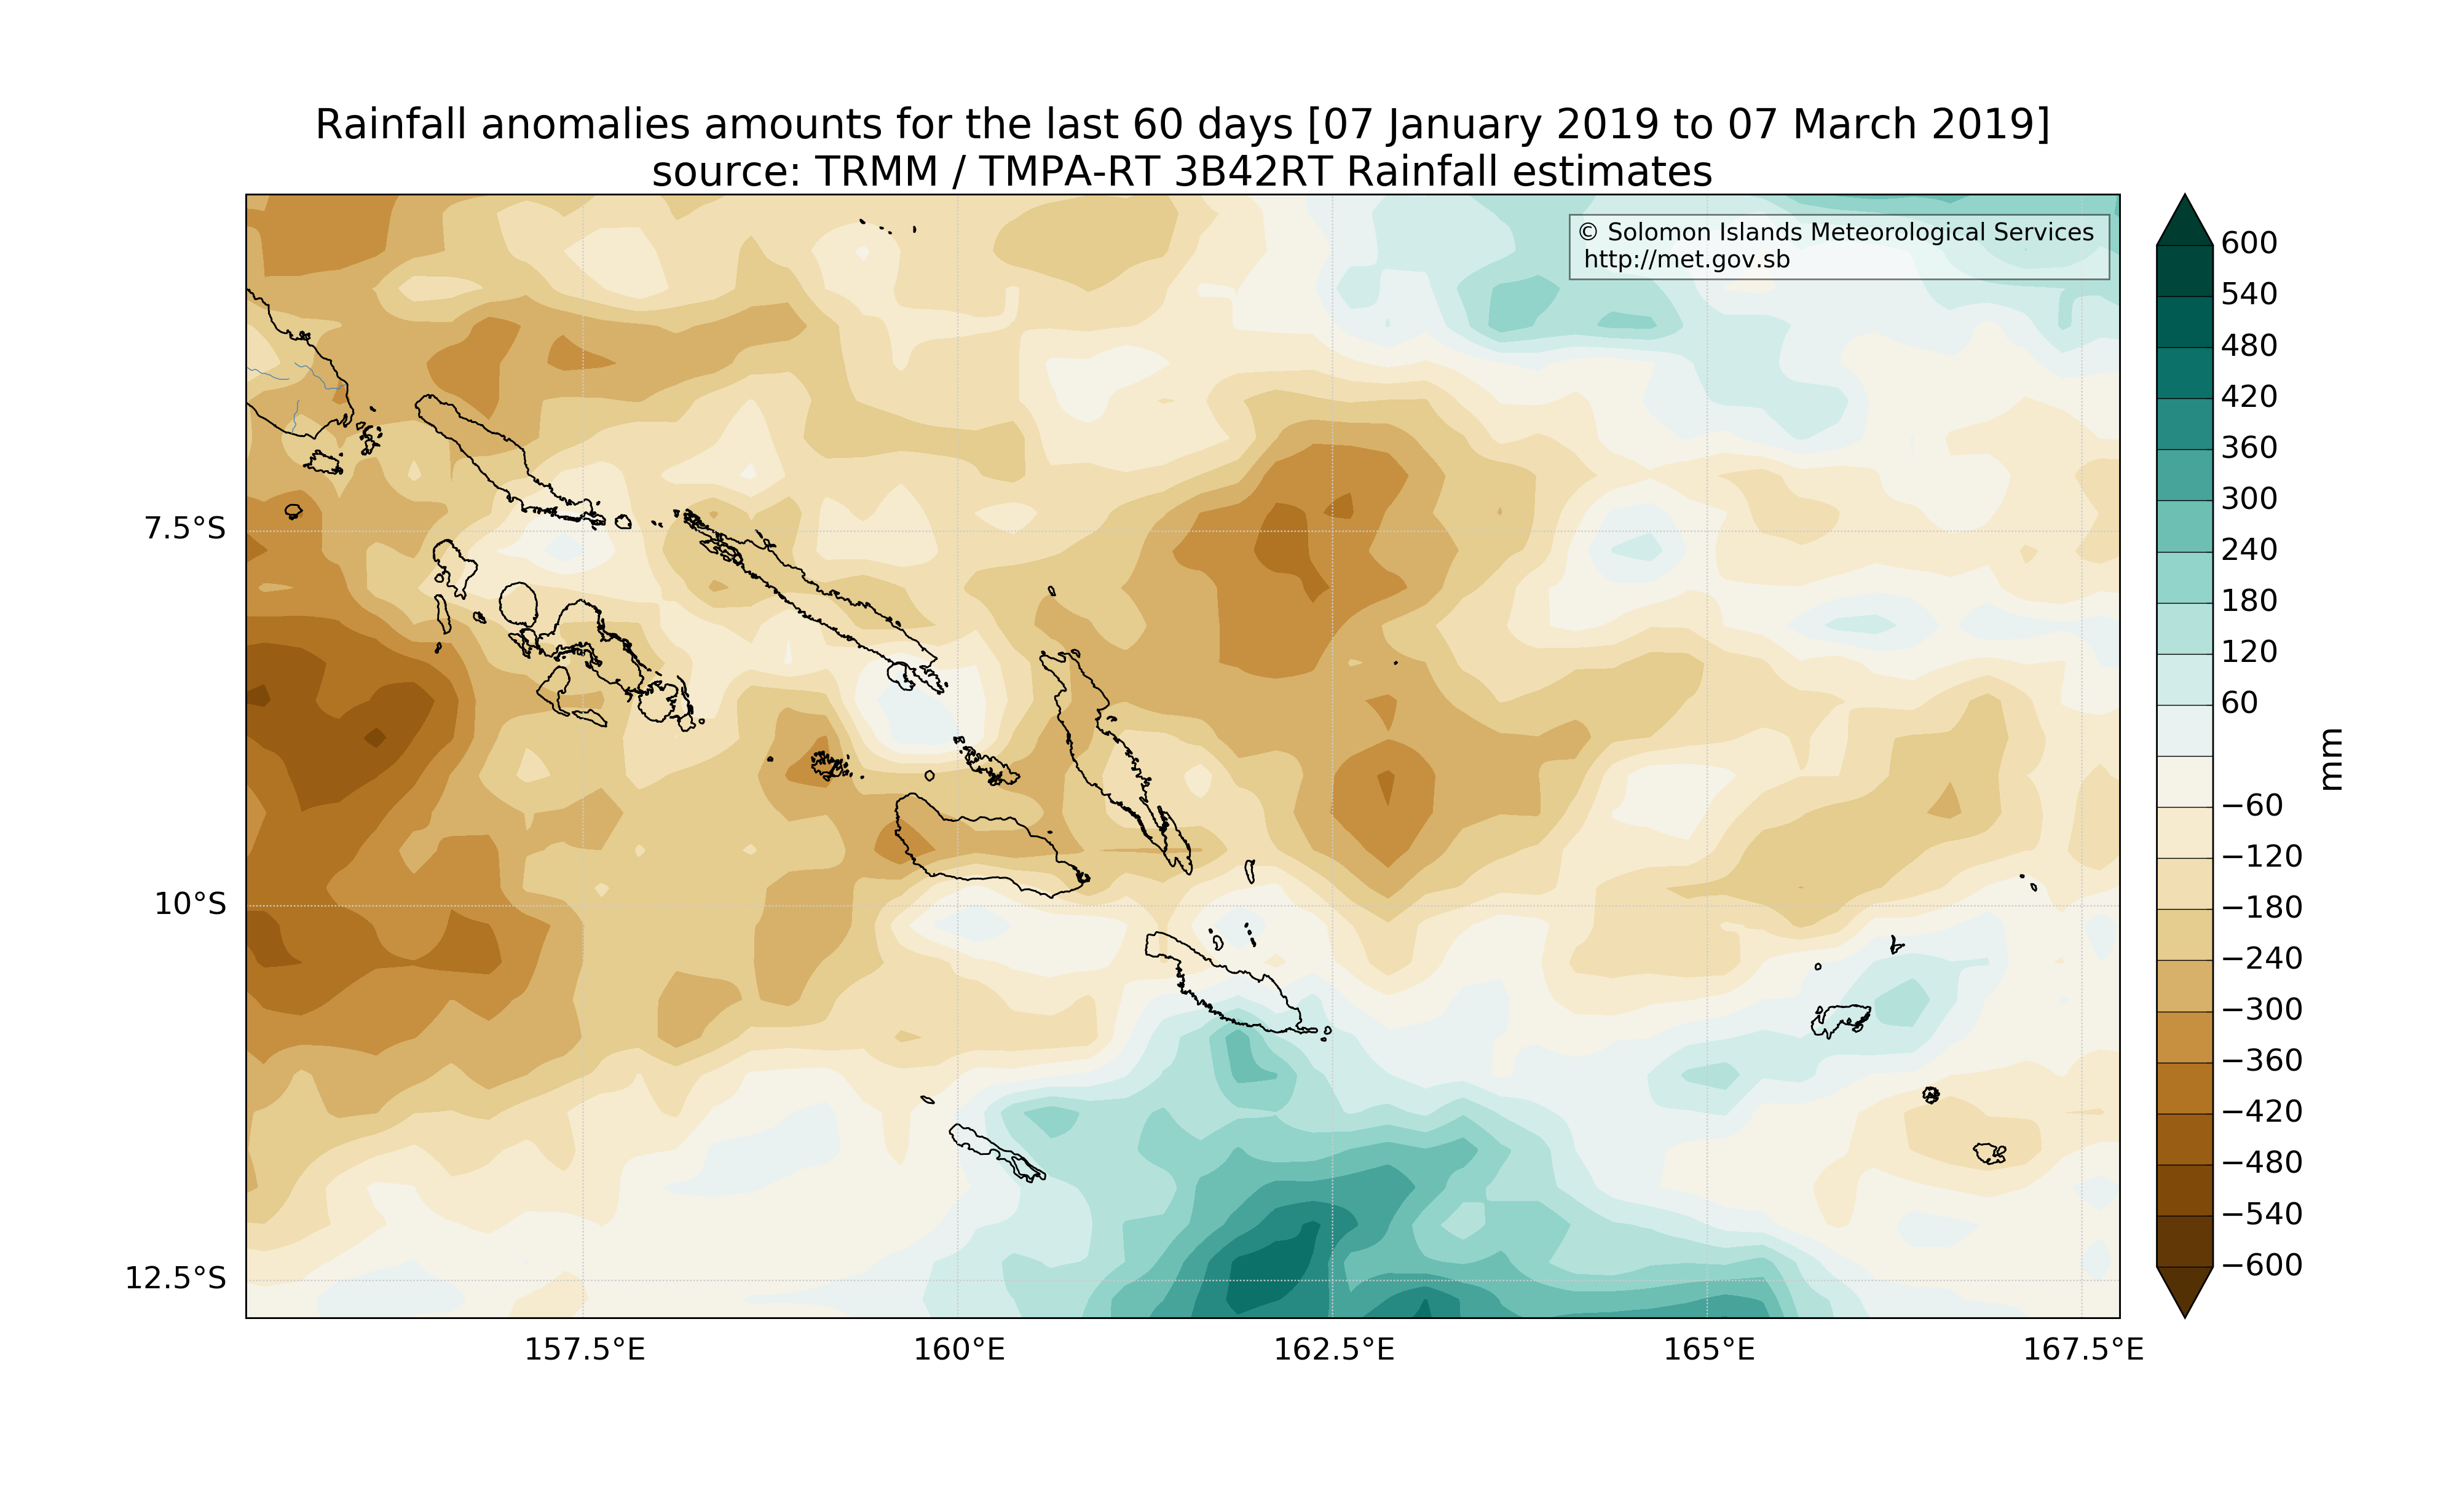 Rainfall anomalies amounts for the last 60 days [07 January 2019 to 07 March 2019]
source: TRMM / TMPA-RT 3B42RT Rainfall estimates
© Solomon Islands Meteorological Services
http://met.gov.sb
7.5°S
10°S
12.5°S
157.5°E
160°E
162.5°E
165°E
167.5°E
600
540
480
420
360
300
240
180
120
60
−60
−120
−180
−240
−300
−360
−420
−480
−540
−600
mm